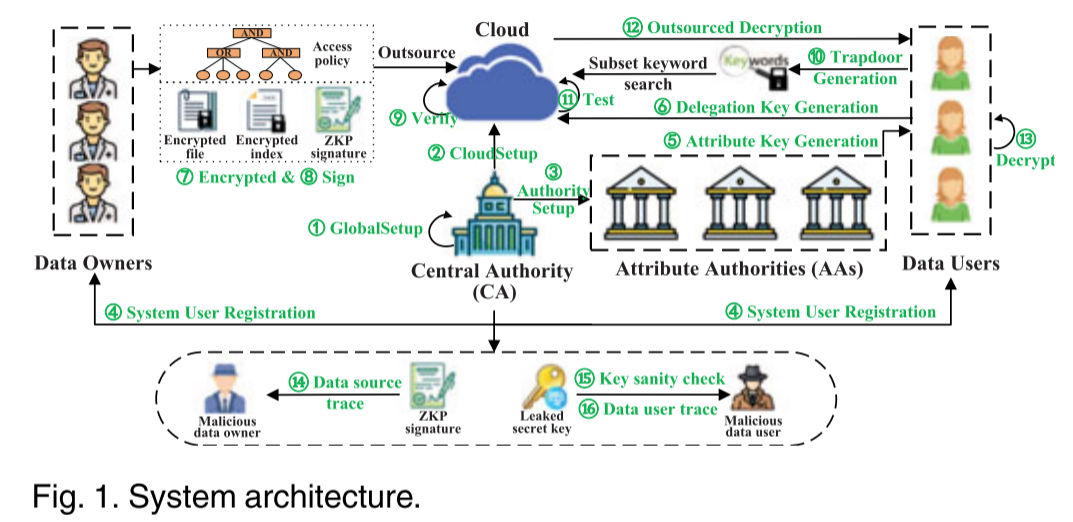 AND
OR
AND
Access
policy
Encrypted
file
Encrypted
index
ZKP
signature
⑦ Encrypted & ⑧ Sign
Data Owners
Outsource
Cloud
⑨ Verify
⑪ Test
② CloudSetup
① GlobalSetup
③
Authority
Setup
Central Authority
(CA)
⑫ Outsourced Decryption
Subset keyword
search
Keywords
⑩ Trapdoor
Generation
⑥ Delegation Key Generation
⑤ Attribute Key Generation
Attribute Authorities (AAs)
⑬
Decrypt
Data Users
④ System User Registration
④ System User Registration
Malicious
data owner
⑭ Data source
trace
ZKP
signature
Leaked
secret key
⑮ Key sanity check
⑯ Data user trace
Malicious
data user
Fig. 1. System architecture.